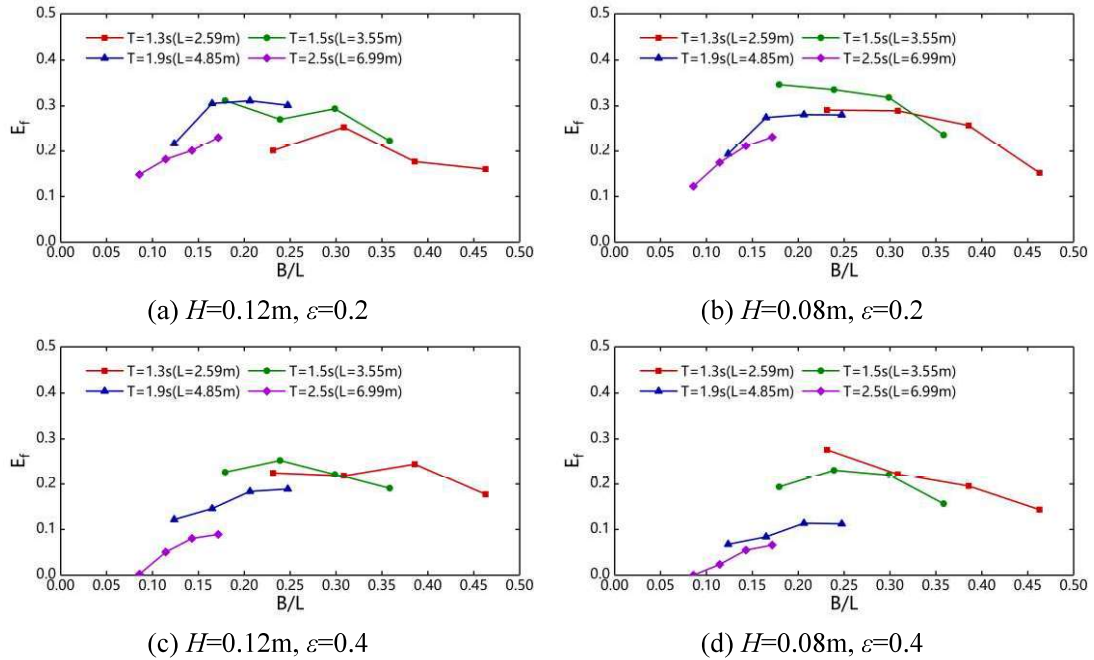 0.5
0.4
0.3
0.2
0.1
0.0
E_f
T=1.3s(L=2.59m) T=1.5s(L=3.55m)
T=1.9s(L=4.85m) T=2.5s(L=6.99m)
0.00 0.05 0.10 0.15 0.20 0.25 0.30 0.35 0.40 0.45 0.50
B/L
(a) H=0.12m, ε=0.2
0.5
0.4
0.3
0.2
0.1
0.0
E_f
T=1.3s(L=2.59m) T=1.5s(L=3.55m)
T=1.9s(L=4.85m) T=2.5s(L=6.99m)
0.00 0.05 0.10 0.15 0.20 0.25 0.30 0.35 0.40 0.45 0.50
B/L
(b) H=0.08m, ε=0.2
0.5
0.4
0.3
0.2
0.1
0.0
E_f
T=1.3s(L=2.59m) T=1.5s(L=3.55m)
T=1.9s(L=4.85m) T=2.5s(L=6.99m)
0.00 0.05 0.10 0.15 0.20 0.25 0.30 0.35 0.40 0.45 0.50
B/L
(c) H=0.12m, ε=0.4
0.5
0.4
0.3
0.2
0.1
0.0
E_f
T=1.3s(L=2.59m) T=1.5s(L=3.55m)
T=1.9s(L=4.85m) T=2.5s(L=6.99m)
0.00 0.05 0.10 0.15 0.20 0.25 0.30 0.35 0.40 0.45 0.50
B/L
(d) H=0.08m, ε=0.4